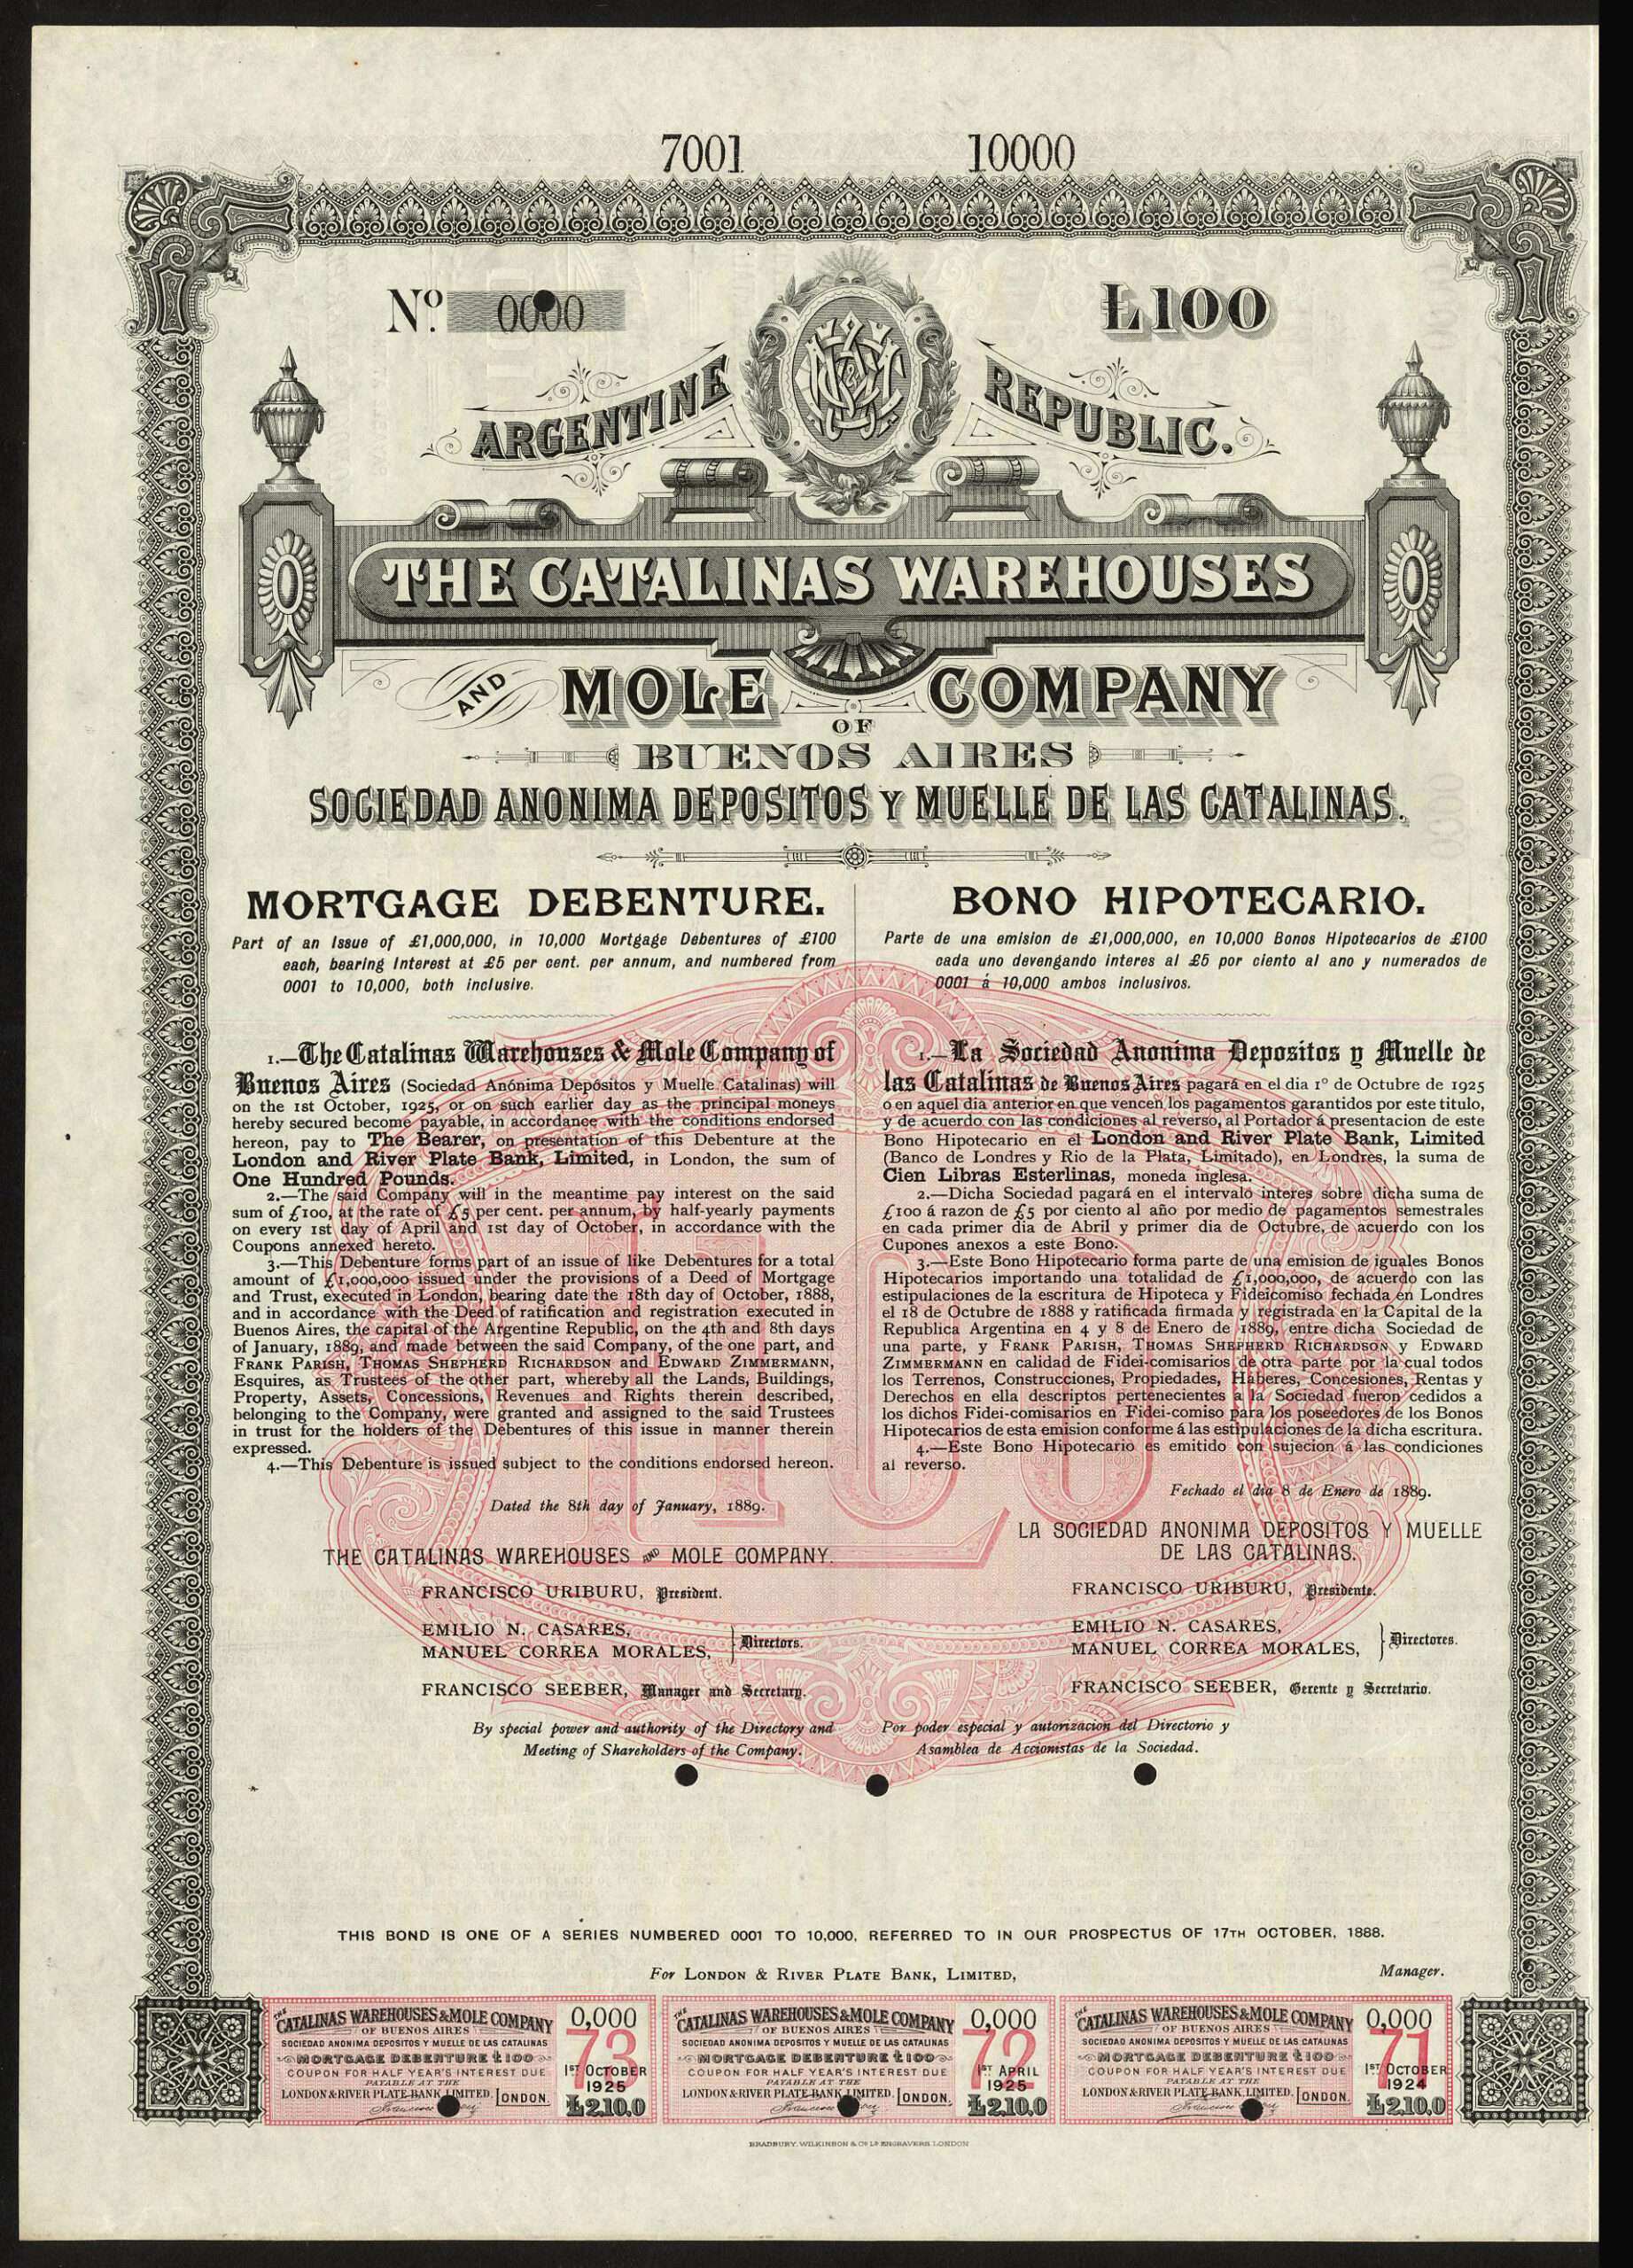 7001 10000
Nº. 0000
£100
ARGENTINE REPUBLIC.
THE CATALINAS WAREHOUSES
AND MOLE COMPANY
OF
BUENOS AIRES
SOCIEDAD ANONIMA DEPOSITOS Y MUELLE DE LAS CATALINAS.
MORTGAGE DEBENTURE.
Part of an Issue of £1,000,000, in 10,000 Mortgage Debentures of £100
each, bearing Interest at £5 per cent. per annum, and numbered from
0001 to 10,000, both inclusive.
1.—The Catalinas Warehouses & Mole Company of
Buenos Aires (Sociedad Anónima Depósitos y Muelle Catalinas) will
on the 1st October, 1925, or on such earlier day as the principal moneys
hereby secured become payable, in accordance with the conditions endorsed
hereon, pay to The Bearer, on presentation of this Debenture at the
London and River Plate Bank, Limited, in London, the sum of
One Hundred Pounds.
2.—The said Company will in the meantime pay interest on the said
sum of £100, at the rate of £5 per cent. per annum, by half-yearly payments
on every 1st day of April and 1st day of October, in accordance with the
Coupons annexed hereto.
3.—This Debenture forms part of an issue of like Debentures for a total
amount of £1,000,000 issued under the provisions of a Deed of Mortgage
and Trust, executed in London, bearing date the 18th day of October, 1888,
and in accordance with the Deed of ratification and registration executed in
Buenos Aires, the capital of the Argentine Republic, on the 4th and 8th days
of January, 1889, and made between the said Company, of the one part, and
FRANK PARISH, THOMAS SHEPHERD RICHARDSON and EDWARD ZIMMERMANN,
Esquires, as Trustees of the other part, whereby all the Lands, Buildings,
Property, Assets, Concessions, Revenues and Rights therein described,
belonging to the Company, were granted and assigned to the said Trustees
in trust for the holders of the Debentures of this issue in manner therein
expressed.
4.—This Debenture is issued subject to the conditions endorsed hereon.
Dated the 8th day of January, 1889.
THE CATALINAS WAREHOUSES AND MOLE COMPANY.
FRANCISCO URIBURU, President.
EMILIO N. CASARES,
MANUEL CORREA MORALES, Directors.
FRANCISCO SEEBER, Manager and Secretary.
By special power and authority of the Directory and
Meeting of Shareholders of the Company.
BONO HIPOTECARIO.
Parte de una emision de £1,000,000, en 10,000 Bonos Hipotecarios de £100
cada uno devengando interes al £5 por ciento al ano y numerados de
0001 á 10,000 ambos inclusivos.
1.—La Sociedad Anonima Depositos y Muelle de
las Catalinas de Buenos Aires pagará en el dia 1º de Octubre de 1925
o en aquel dia anterior en que vencen los pagamentos garantidos por este titulo,
y de acuerdo con las condiciones al reverso, al Portador á presentacion de este
Bono Hipotecario en el London and River Plate Bank, Limited
(Banco de Londres y Rio de la Plata, Limitado), en Londres, la suma de
Cien Libras Esterlinas, moneda inglesa.
2.—Dicha Sociedad pagará en el intervalo interes sobre dicha suma de
£100 á razon de £5 por ciento al año por medio de pagamentos semestrales
en cada primer dia de Abril y primer dia de Octubre, de acuerdo con los
Cupones anexos a este Bono.
3.—Este Bono Hipotecario forma parte de una emision de iguales Bonos
Hipotecarios importando una totalidad de £1,000,000, de acuerdo con las
estipulaciones de la escritura de Hipoteca y Fideicomiso fechada en Londres
el 18 de Octubre de 1888 y ratificada firmada y registrada en la Capital de la
Republica Argentina en 4 y 8 de Enero de 1889, entre dicha Sociedad de
una parte, y FRANK PARISH, THOMAS SHEPHERD RICHARDSON y EDWARD
ZIMMERMANN en calidad de Fidei-comisarios de otra parte por la cual todos
los Terrenos, Construcciones, Propiedades, Haberes, Concesiones, Rentas y
Derechos en ella descriptos pertenecientes a la Sociedad fueron cedidos a
los dichos Fidei-comisarios en Fidei-comiso para los poseedores de los Bonos
Hipotecarios de esta emision conforme á las estipulaciones de la dicha escritura.
4.—Este Bono Hipotecario es emitido con sujecion á las condiciones
al reverso.
Fechado el dia 8 de Enero de 1889.
LA SOCIEDAD ANONIMA DEPOSITOS Y MUELLE
DE LAS CATALINAS.
FRANCISCO URIBURU, Presidente.
EMILIO N. CASARES,
MANUEL CORREA MORALES, Directores.
FRANCISCO SEEBER, Gerente y Secretario.
Por poder especial y autorizacion del Directorio y
Asamblea de Accionistas de la Sociedad.
£100
THIS BOND IS ONE OF A SERIES NUMBERED 0001 TO 10,000, REFERRED TO IN OUR PROSPECTUS OF 17TH OCTOBER, 1888.
For LONDON & RIVER PLATE BANK, LIMITED,
Manager.
THE CATALINAS WAREHOUSES & MOLE COMPANY
OF BUENOS AIRES
SOCIEDAD ANONIMA DEPOSITOS Y MUELLE DE LAS CATALINAS
MORTGAGE DEBENTURE £100
COUPON FOR HALF YEAR'S INTEREST DUE
PAYABLE AT THE
LONDON & RIVER PLATE BANK LIMITED. LONDON.
0,000
73
1ST OCTOBER
1925
£2.10.0
THE CATALINAS WAREHOUSES & MOLE COMPANY
OF BUENOS AIRES
SOCIEDAD ANONIMA DEPOSITOS Y MUELLE DE LAS CATALINAS
MORTGAGE DEBENTURE £100
COUPON FOR HALF YEAR'S INTEREST DUE
PAYABLE AT THE
LONDON & RIVER PLATE BANK LIMITED. LONDON.
0,000
72
1ST APRIL
1925
£2.10.0
THE CATALINAS WAREHOUSES & MOLE COMPANY
OF BUENOS AIRES
SOCIEDAD ANONIMA DEPOSITOS Y MUELLE DE LAS CATALINAS
MORTGAGE DEBENTURE £100
COUPON FOR HALF YEAR'S INTEREST DUE
PAYABLE AT THE
LONDON & RIVER PLATE BANK, LIMITED. LONDON.
0,000
71
1ST OCTOBER
1924
£2.10.0
BRADBURY, WILKINSON & Co Ld ENGRAVERS LONDON